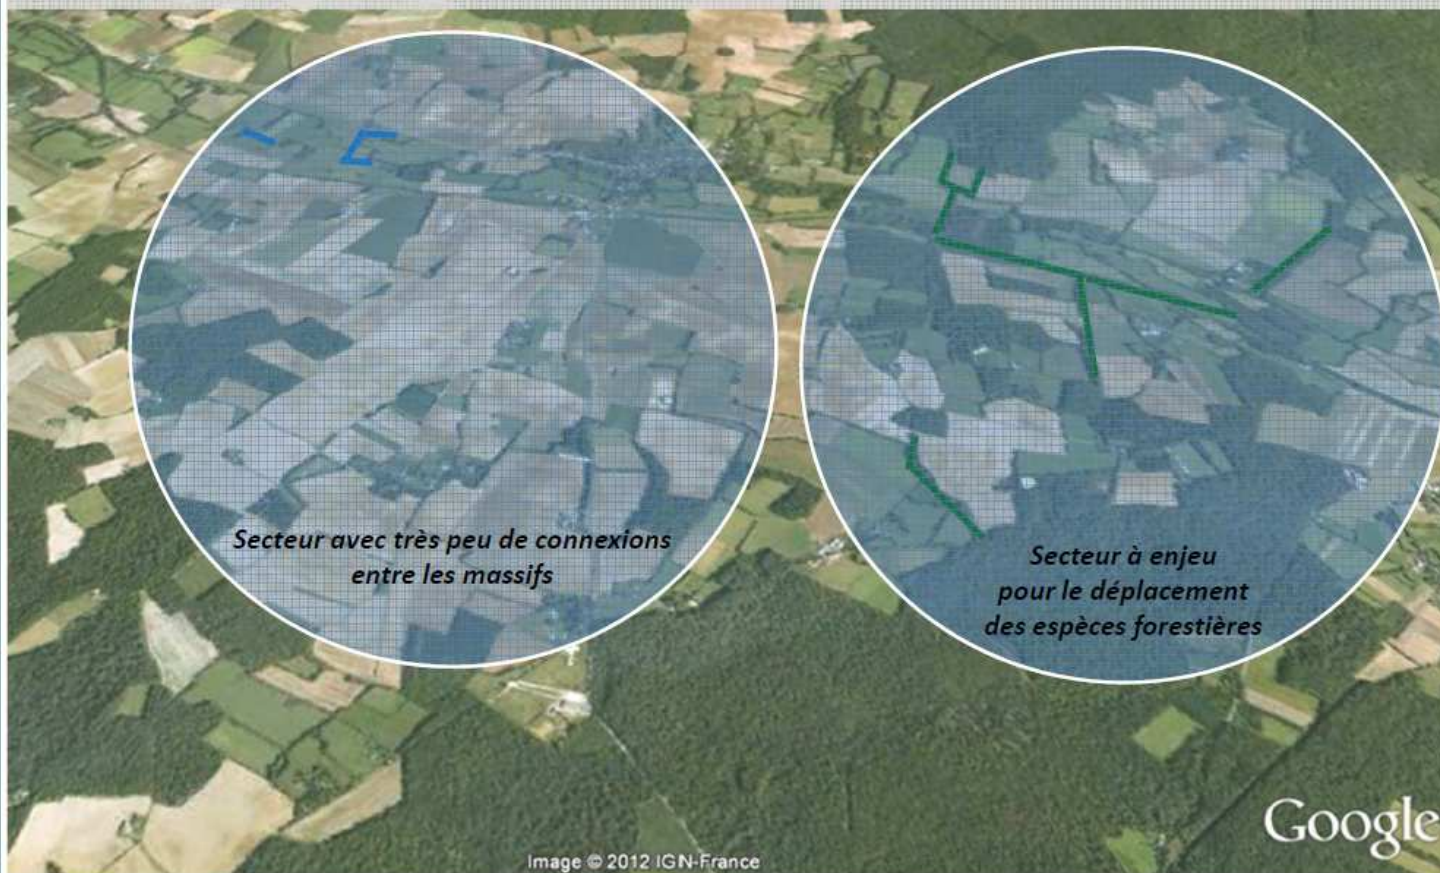 Secteur avec très peu de connexions
entre les massifs
Secteur à enjeu
pour le déplacement
des espèces forestières
Google
Image © 2012 IGN-France